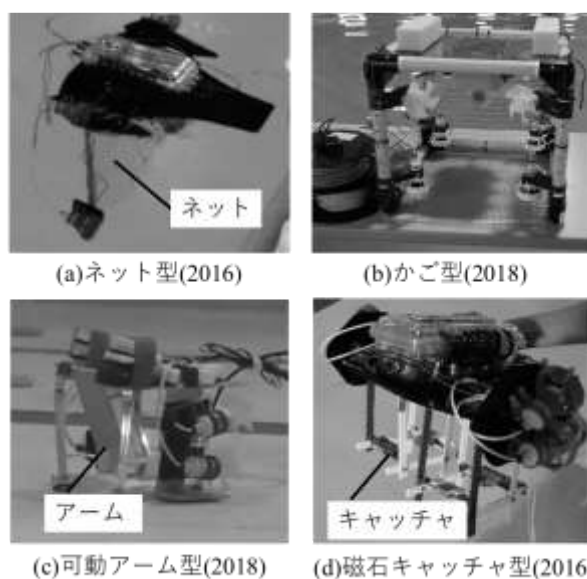 ネット
(a)ネット型(2016)
(b)かご型(2018)
アーム
(c)可動アーム型(2018)
キャッチャ
(d)磁石キャッチャ型(2016